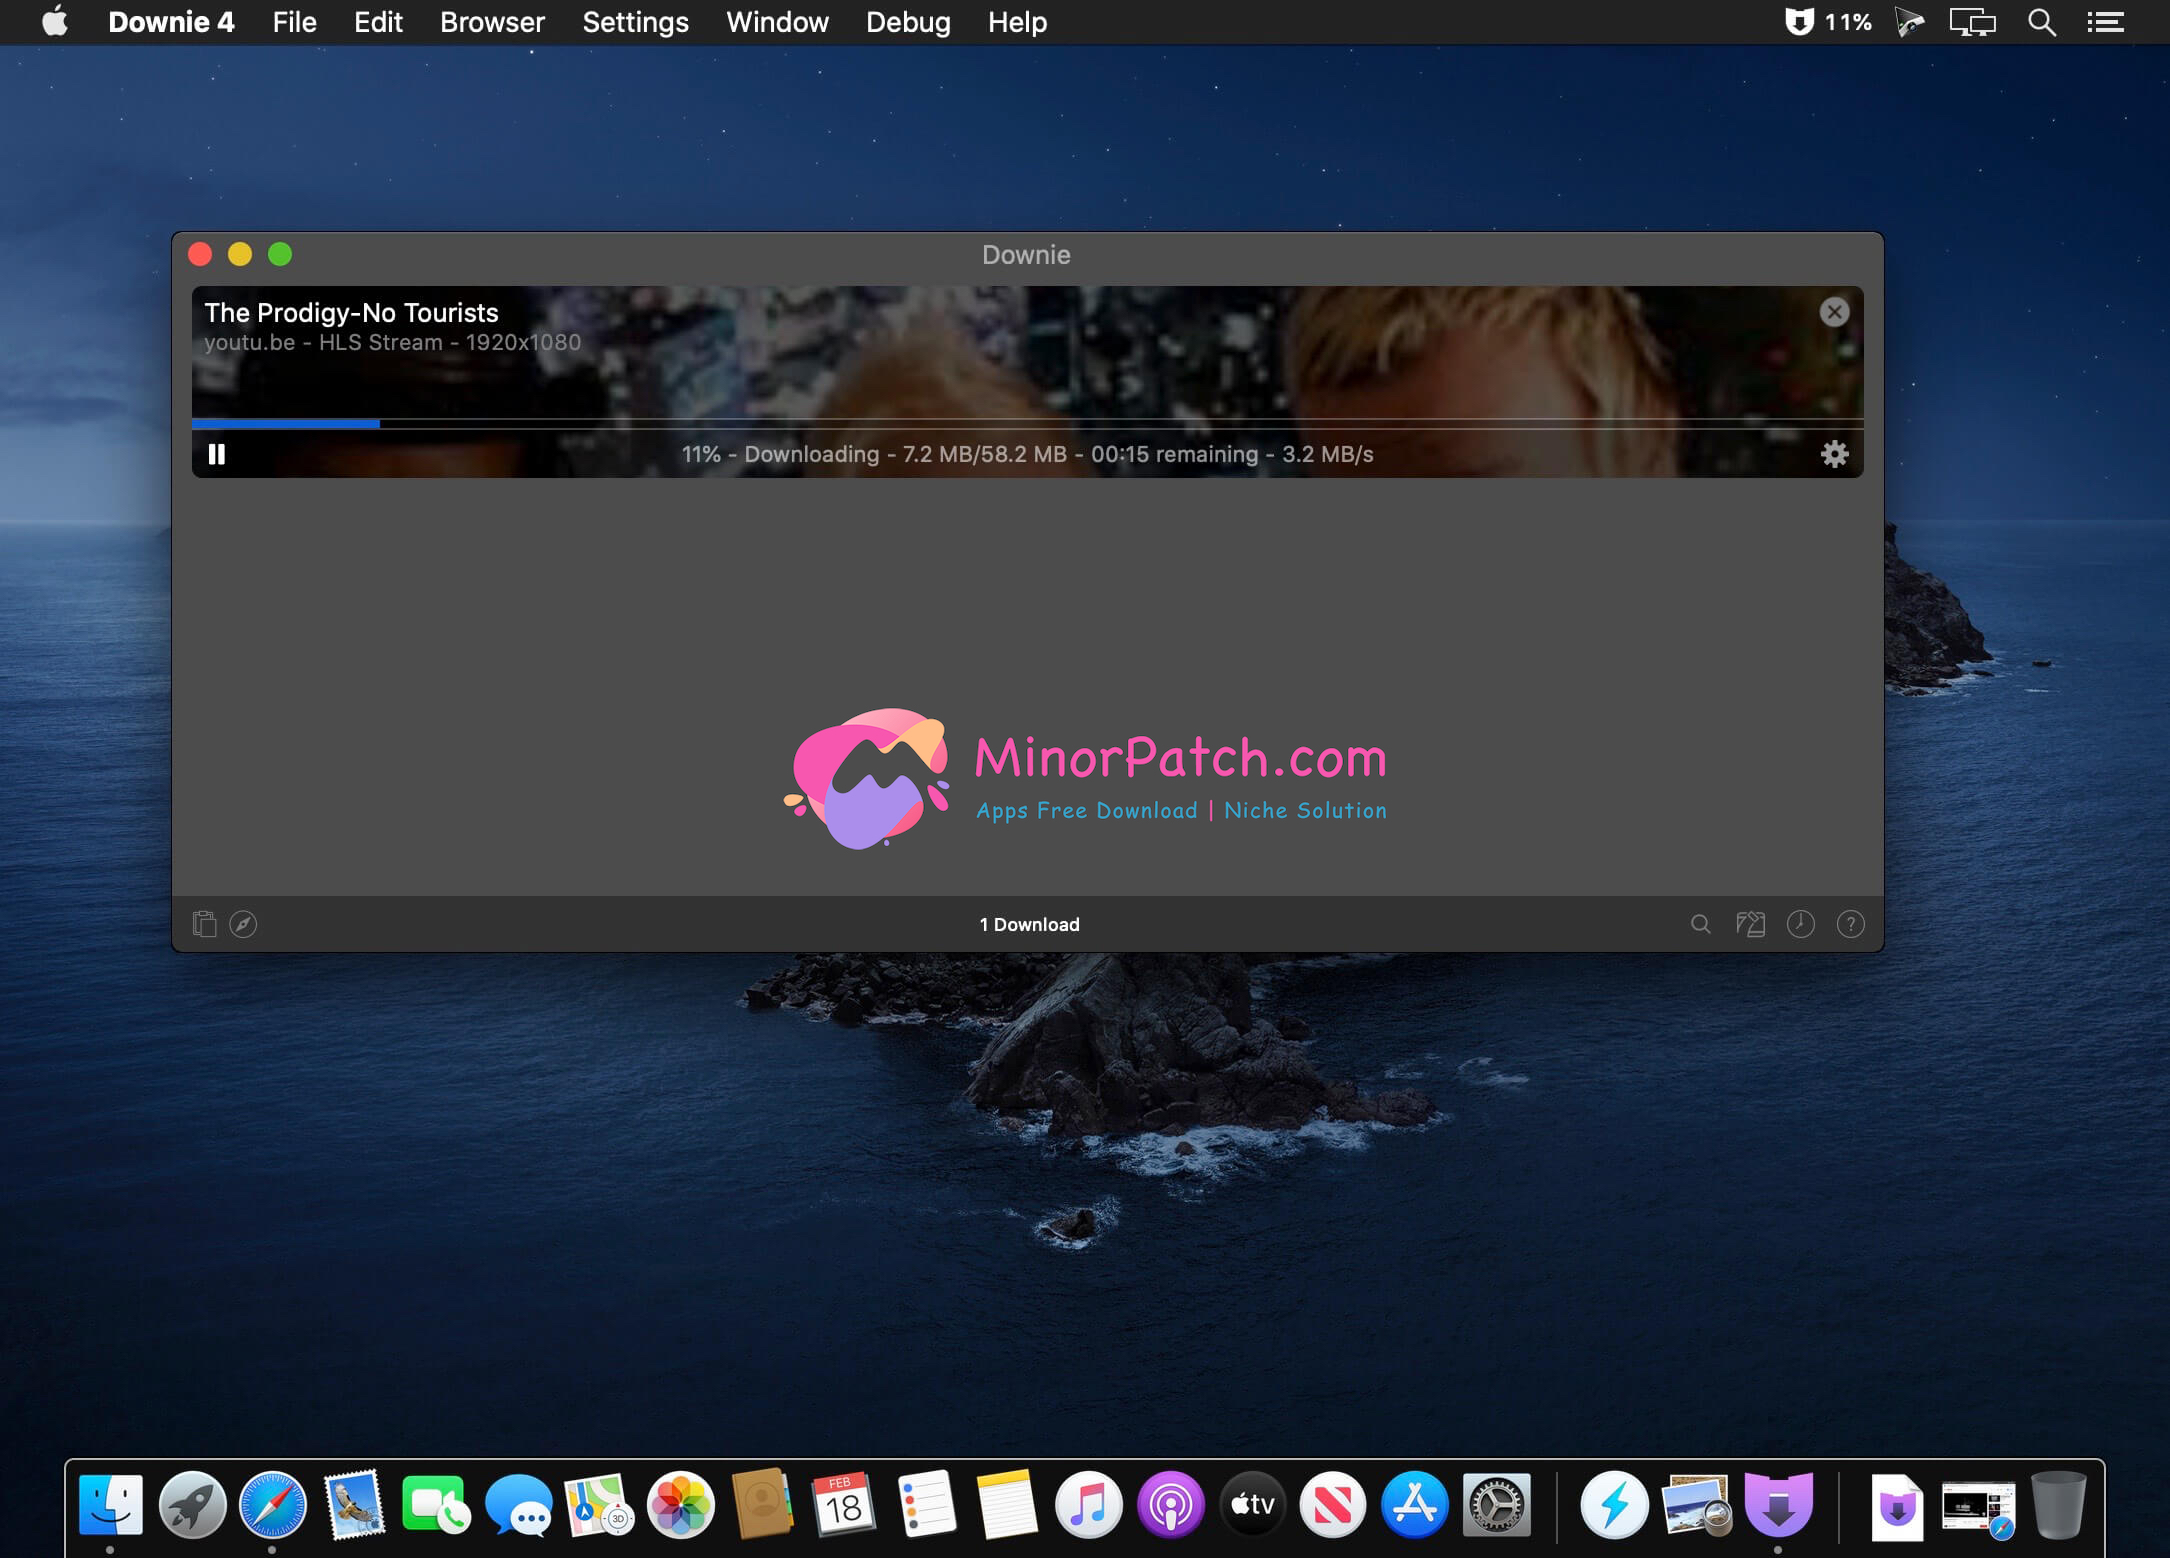 Downie 4 File Edit Browser Settings Window Debug Help 11%
Downie
The Prodigy-No Tourists
youtu.be - HLS Stream - 1920x1080
11% - Downloading - 7.2 MB/58.2 MB - 00:15 remaining - 3.2 MB/s
MinorPatch.com
Apps Free Download | Niche Solution
1 Download
?
FEB
18
3D
tv